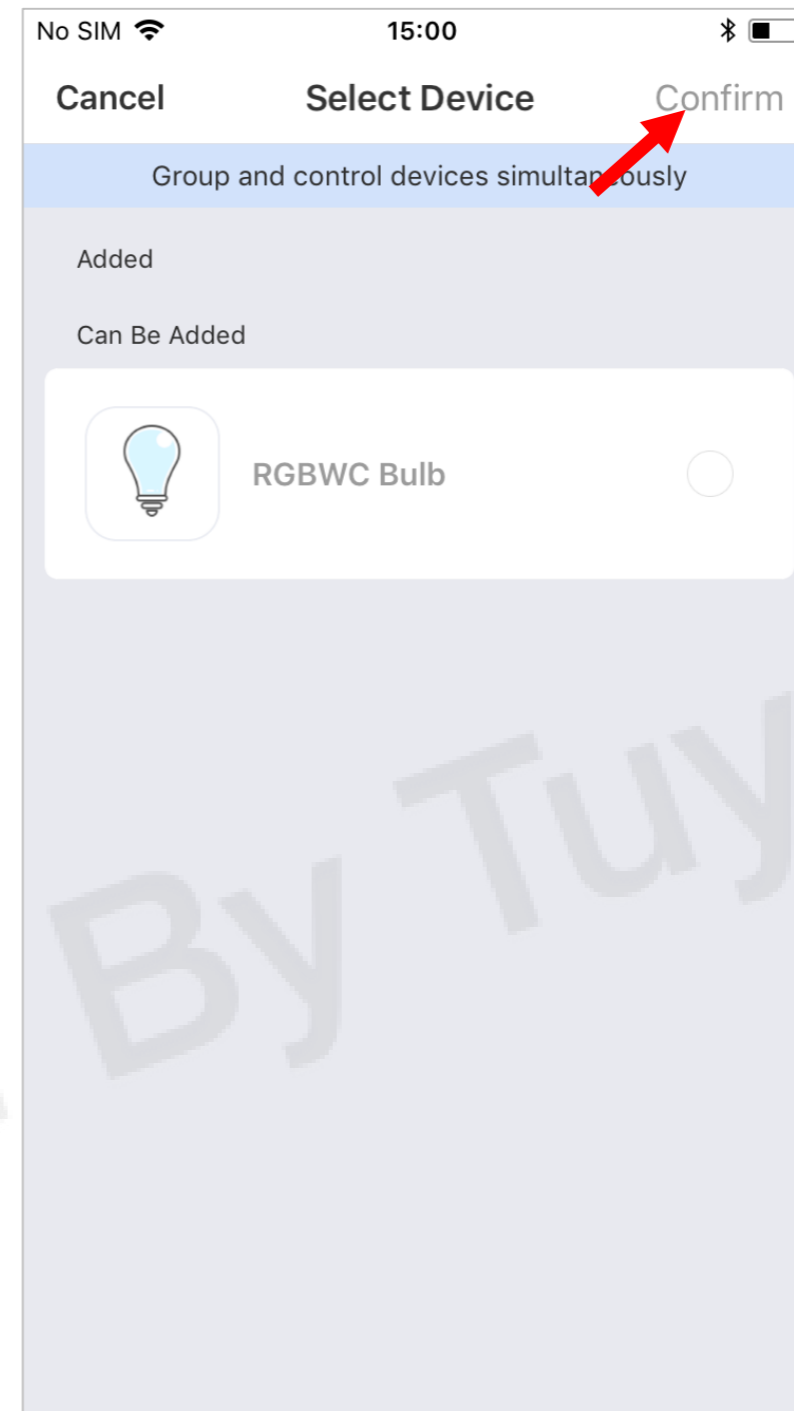 No SIM 15:00
Cancel Select Device Confirm
Group and control devices simultaneously
Added
Can Be Added
RGBWC Bulb
By Tuy